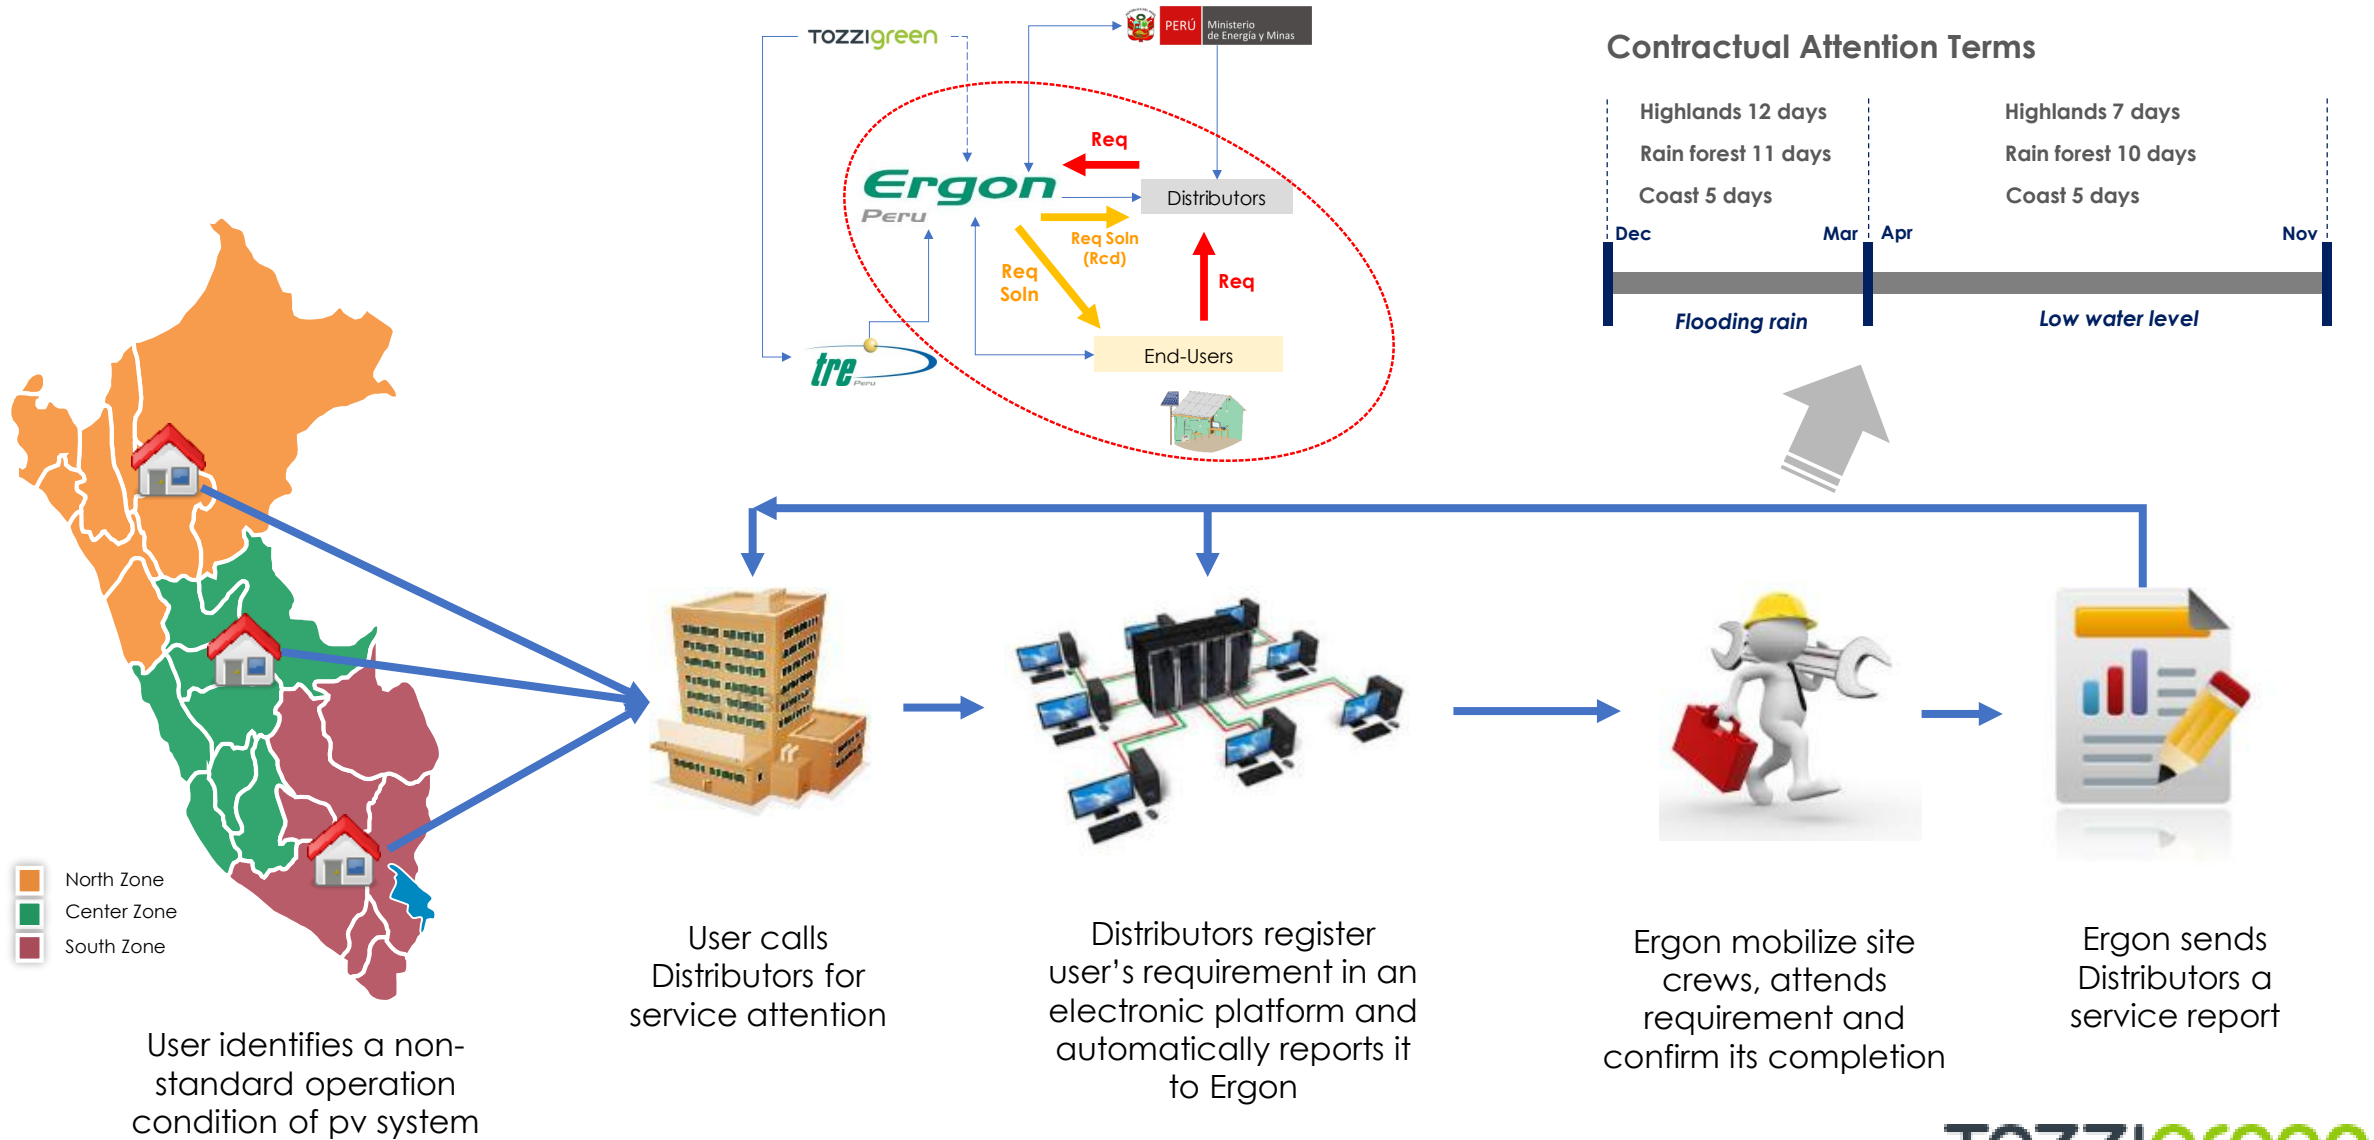 TOZZIgreen
PERÚ
Ministerio
de Energía y Minas
Req
Ergon
Peru
Distributors
Req Soln
(Rcd)
Req
Soln
Req
End-Users
tre
Peru
Contractual Attention Terms
Highlands 12 days
Rain forest 11 days
Coast 5 days
Highlands 7 days
Rain forest 10 days
Coast 5 days
Dec
Mar
Apr
Nov
Flooding rain
Low water level
North Zone
Center Zone
South Zone
User identifies a non-
standard operation
condition of pv system
User calls
Distributors for
service attention
Distributors register
user's requirement in an
electronic platform and
automatically reports it
to Ergon
Ergon mobilize site
crews, attends
requirement and
confirm its completion
Ergon sends
Distributors a
service report
TOZZIgreen